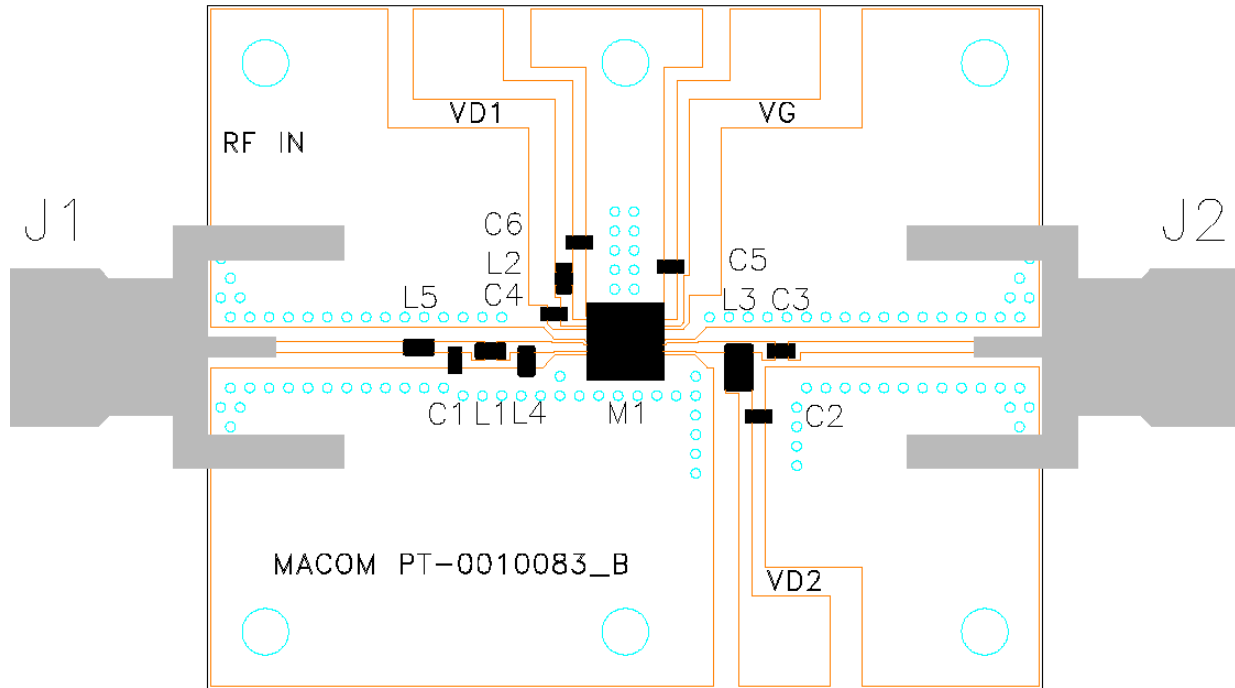 VD1
VG
RF IN
J1
J2
C6
L2
C5
C4
L5
L3 C3
C1 L1 L4
M1
C2
MACOM PT-0010083_B
VD2